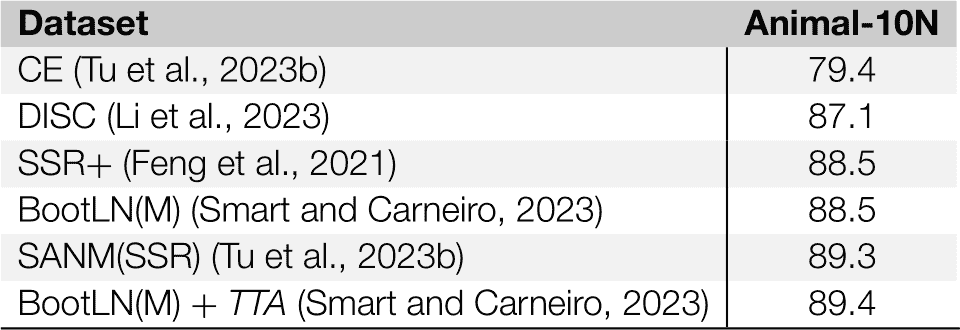 Dataset Animal-10N
CE (Tu et al., 2023b) 79.4
DISC (Li et al., 2023) 87.1
SSR+ (Feng et al., 2021) 88.5
BootLN(M) (Smart and Carneiro, 2023) 88.5
SANM(SSR) (Tu et al., 2023b) 89.3
BootLN(M) + TTA (Smart and Carneiro, 2023) 89.4